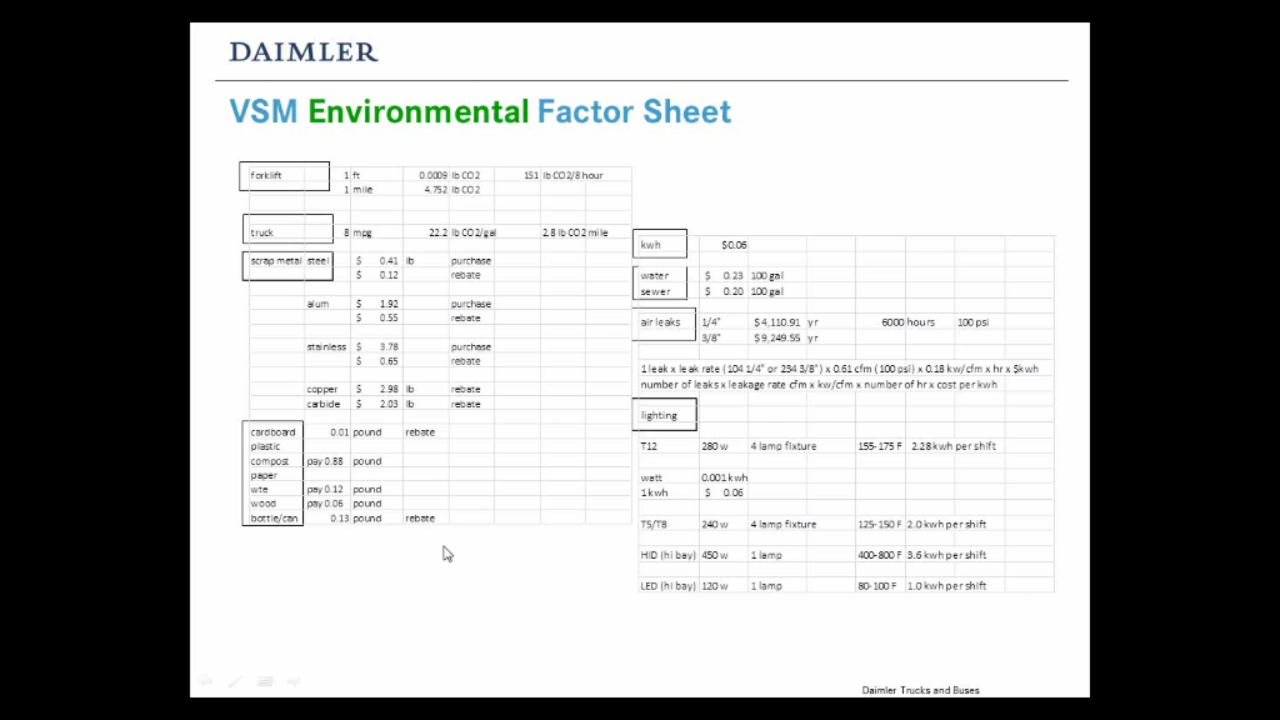 DAIMLER
VSM Environmental Factor Sheet
forklift 1 ft 0.0009 lb CO2 151 lb CO2/8 hour
1 mile 4.752 lb CO2
truck 8 mpg 22.2 lb CO2/gal 2.8 lb CO2 mile
scrap metal steel $ 0.41 lb purchase
$ 0.12 rebate
alum $ 1.92 purchase
$ 0.55 rebate
stainless $ 3.78 purchase
$ 0.65 rebate
copper $ 2.98 lb rebate
carbide $ 2.03 lb rebate
cardboard 0.01 pound rebate
plastic
compost pay 0.88 pound
paper
wte pay 0.12 pound
wood pay 0.06 pound
bottle/can 0.13 pound rebate
kwh $0.06
water $ 0.23 100 gal
sewer $ 0.20 100 gal
air leaks 1/4" $4,110.91 yr 6000 hours 100 psi
3/8" $9,249.55 yr
1 leak x leak rate (104 1/4" or 234 3/8") x 0.61 cfm (100 psi) x 0.18 kw/cfm x hr x $kwh
number of leaks x leakage rate cfm x kw/cfm x number of hr x cost per kwh
lighting
T12 280 w 4 lamp fixture 155-175 F 2.28 kwh per shift
watt 0.001 kwh
1 kwh $ 0.06
T5/T8 240 w 4 lamp fixture 125-150 F 2.0 kwh per shift
HID (hi bay) 450 w 1 lamp 400-800 F 3.6 kwh per shift
LED (hi bay) 120 w 1 lamp 80-100 F 1.0 kwh per shift
Daimler Trucks and Buses